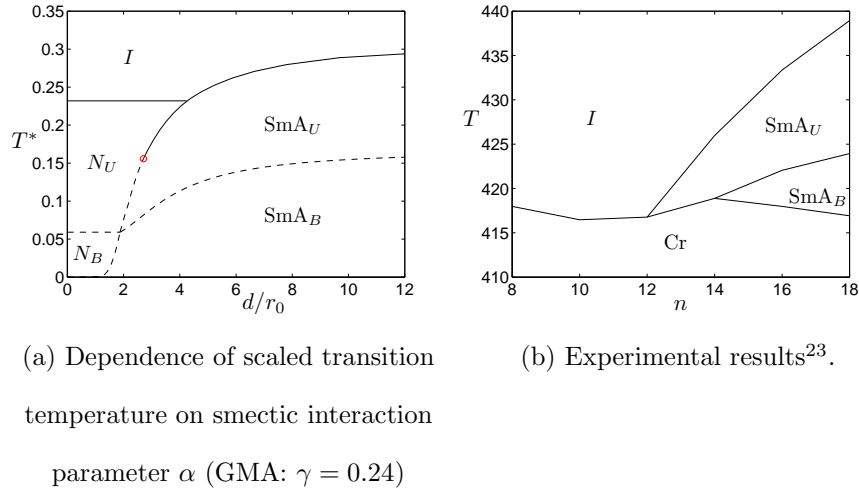 0.35
0.3
0.25
0.2
0.15
0.1
0.05
0
T*
I
N_U
N_B
SmA_U
SmA_B
0 2 4 6 8 10 12
d/r_0
440
435
430
425
420
415
410
T
I
SmA_U
SmA_B
Cr
8 10 12 14 16 18
n
(a) Dependence of scaled transition
temperature on smectic interaction
parameter α (GMA: γ = 0.24)
(b) Experimental results²³.